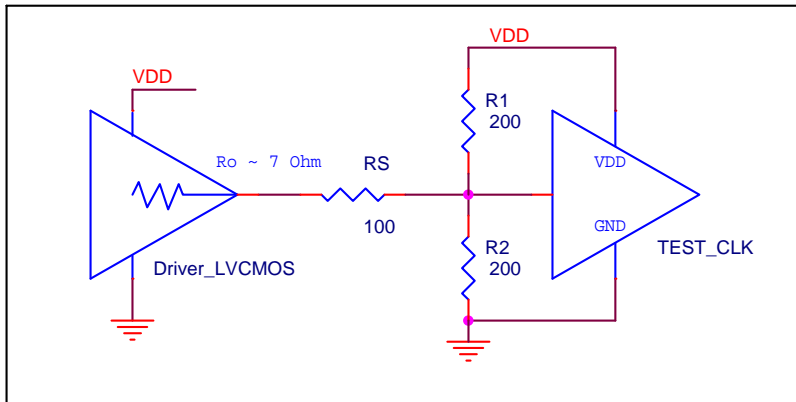 VDD
VDD
R1
200
Ro ~ 7 Ohm
RS
VDD
100
GND
R2
200
TEST_CLK
Driver_LVCMOS